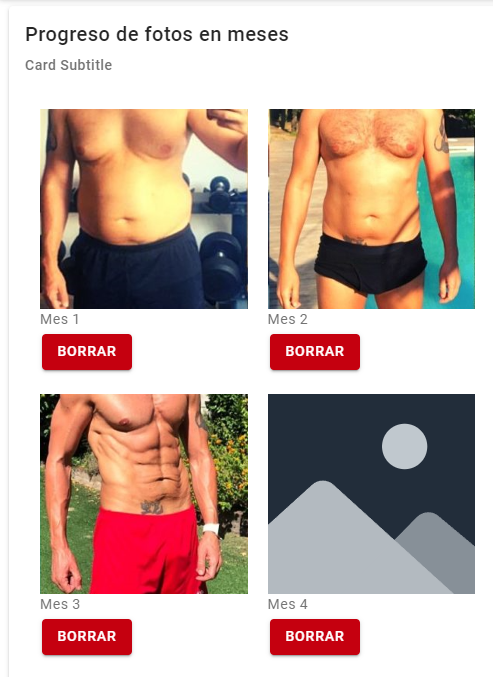 Progreso de fotos en meses
Card Subtitle
Mes 1
Mes 2
BORRAR
BORRAR
Mes 3
Mes 4
BORRAR
BORRAR